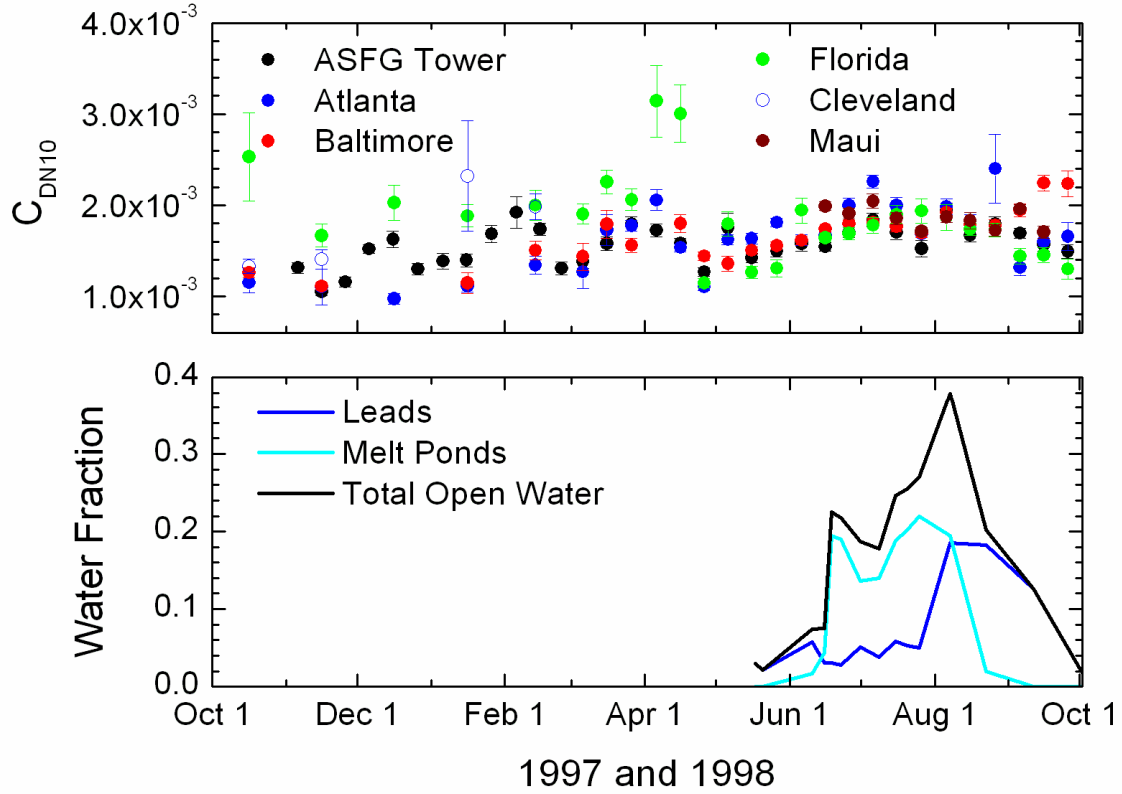 4.0x10-3
3.0x10-3
2.0x10-3
1.0x10-3
CDN10
ASFG Tower
Atlanta
Baltimore
Florida
Cleveland
Maui
0.4
0.3
0.2
0.1
0.0
Water Fraction
Leads
Melt Ponds
Total Open Water
Oct 1 Dec 1 Feb 1 Apr 1 Jun 1 Aug 1 Oct 1
1997 and 1998